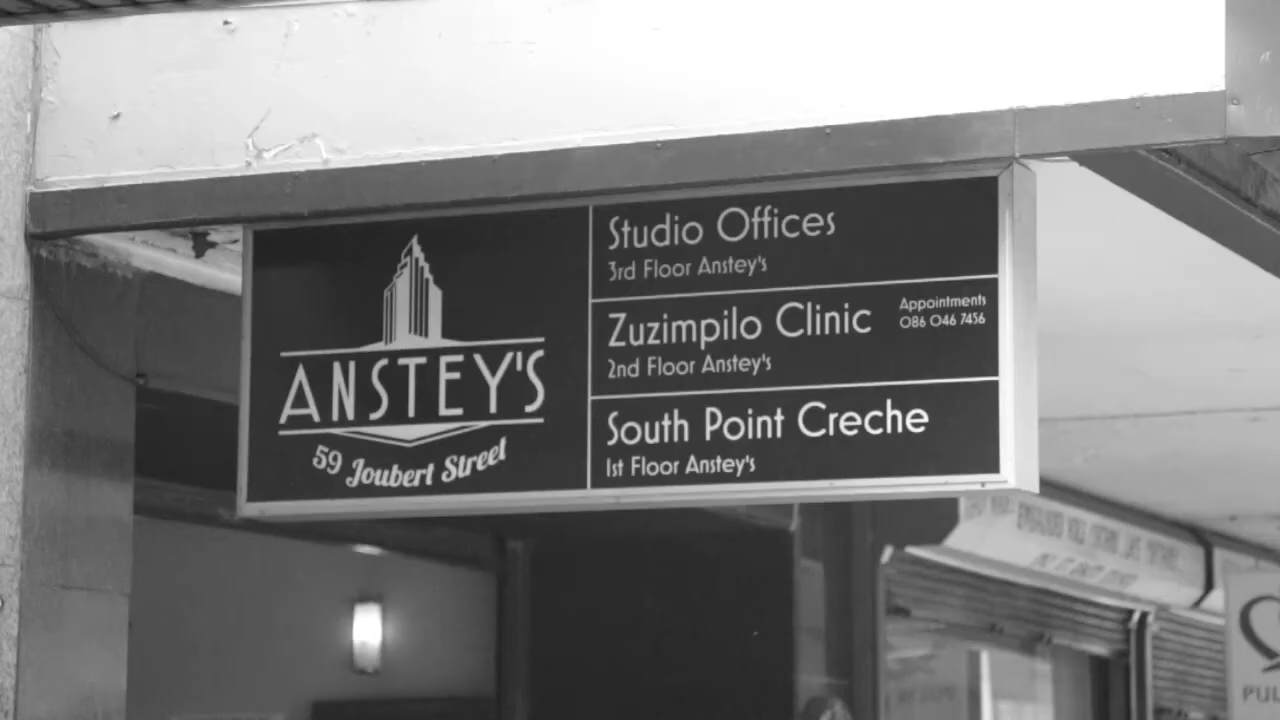 ANSTEY'S
59 Joubert Street
Studio Offices
3rd Floor Anstey's
Zuzimpilo Clinic
2nd Floor Anstey's
Appointments
086 046 7456
South Point Creche
1st Floor Anstey's
PUL